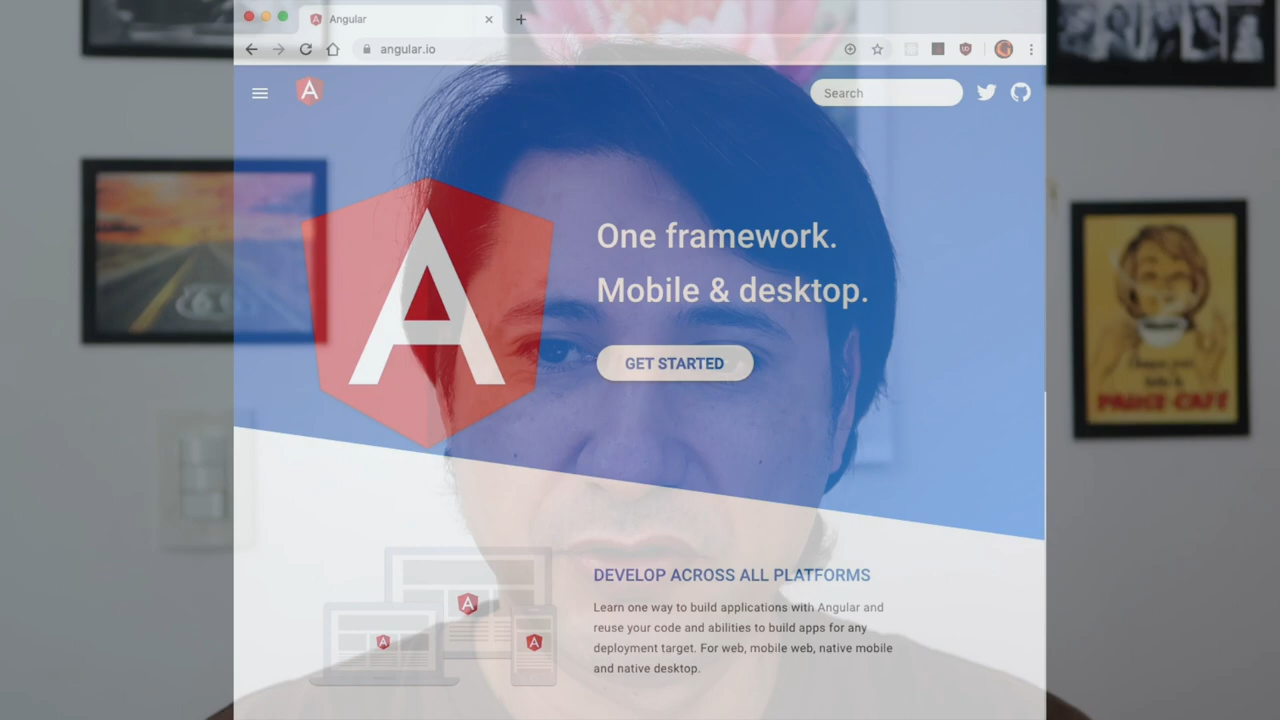 Angular
angular.io
A
Search
One framework.
Mobile & desktop.
GET STARTED
DEVELOP ACROSS ALL PLATFORMS
Learn one way to build applications with Angular and
reuse your code and abilities to build apps for any
deployment target. For web, mobile web, native mobile
and native desktop.
A
A
A
A
PAUSE-CAFÉ